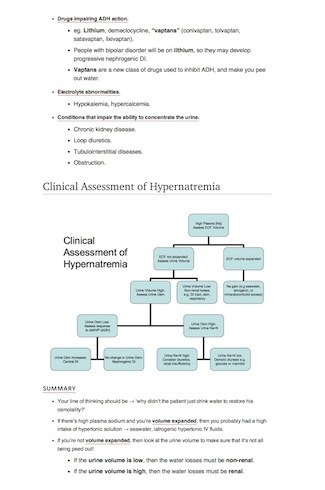 Drugs impairing ADH action.
eg. Lithium, demeclocycline, "vaptans" (conivaptan, tolvaptan,
satavaptan, lixivaptan).
People with bipolar disorder will be on lithium, so they may develop
progressive nephrogenic DI.
Vaptans are a new class of drugs used to inhibit ADH, and make you pee
out water.
Electrolyte abnormalities.
Hypokalemia, hypercalcemia.
Conditions that impair the ability to concentrate the urine.
Chronic kidney disease.
Loop diuretics.
Tubulointerstitial diseases.
Obstruction.
Clinical Assessment of Hypernatremia
Clinical
Assessment of
Hypernatremia
High Plasma [Na]
Assess ECF Volume
ECF not expanded
Assess Urine Volume
ECF volume expanded
Urine Volume High
Assess Urine Osm
Urine Volume Low
Non-renal losses
e.g. GI tract, skin,
respiratory
Na gain (e.g seawater,
iatrogenic, or
mineralocorticoid excess)
Urine Osm Low
Assess response
to ddAVP (ADH)
Urine Osm High
Assess Urine Na+K
Urine Osm Increases
Central DI
No change in Urine Osm
Nephrogenic DI
Urine Na+K high
Consider diuretics,
renal insufficiency
Urine Na+K low
Osmotic diuresis e.g
glucose or mannitol
SUMMARY
Your line of thinking should be → 'why didn't the patient just drink water to restore his
osmolality?'
If there's high plasma sodium and you're volume expanded, then you probably had a high
intake of hypertonic solution → seawater, iatrogenic hypertonic IV fluids.
If you're not volume expanded, then look at the urine volume to make sure that it's not all
being peed out!
If the urine volume is low, then the water losses must be non-renal.
If the urine volume is high, then the water losses must be renal.